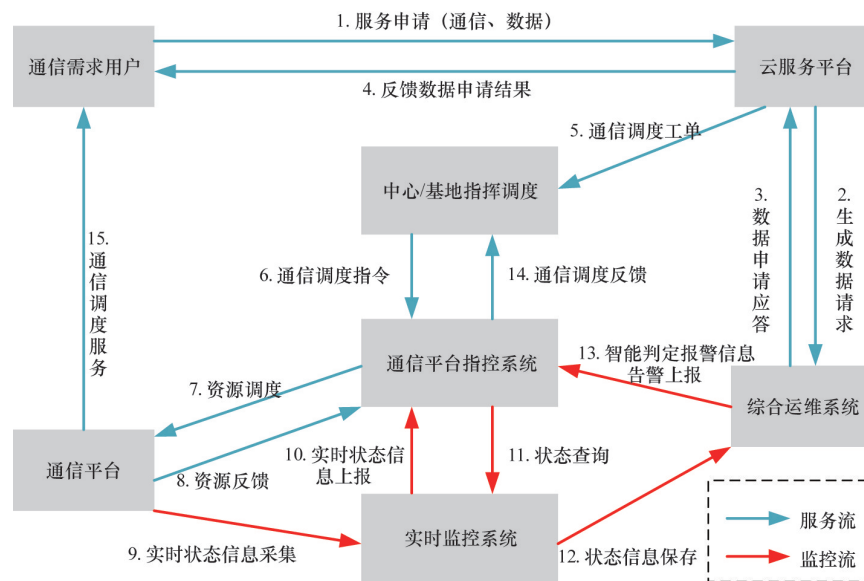 1. 服务申请（通信、数据）
通信需求用户
云服务平台
4. 反馈数据申请结果
5. 通信调度工单
中心/基地指挥调度
3.
数
据
申
请
应
答
2.
生
成
数
据
请
求
15.
通
信
调
度
服
务
6. 通信调度指令
14. 通信调度反馈
通信平台指控系统
13. 智能判定报警信息
告警上报
7. 资源调度
综合运维系统
通信平台
8. 资源反馈
10. 实时状态信
息上报
11. 状态查询
9. 实时状态信息采集
实时监控系统
12. 状态信息保存
服务流
监控流